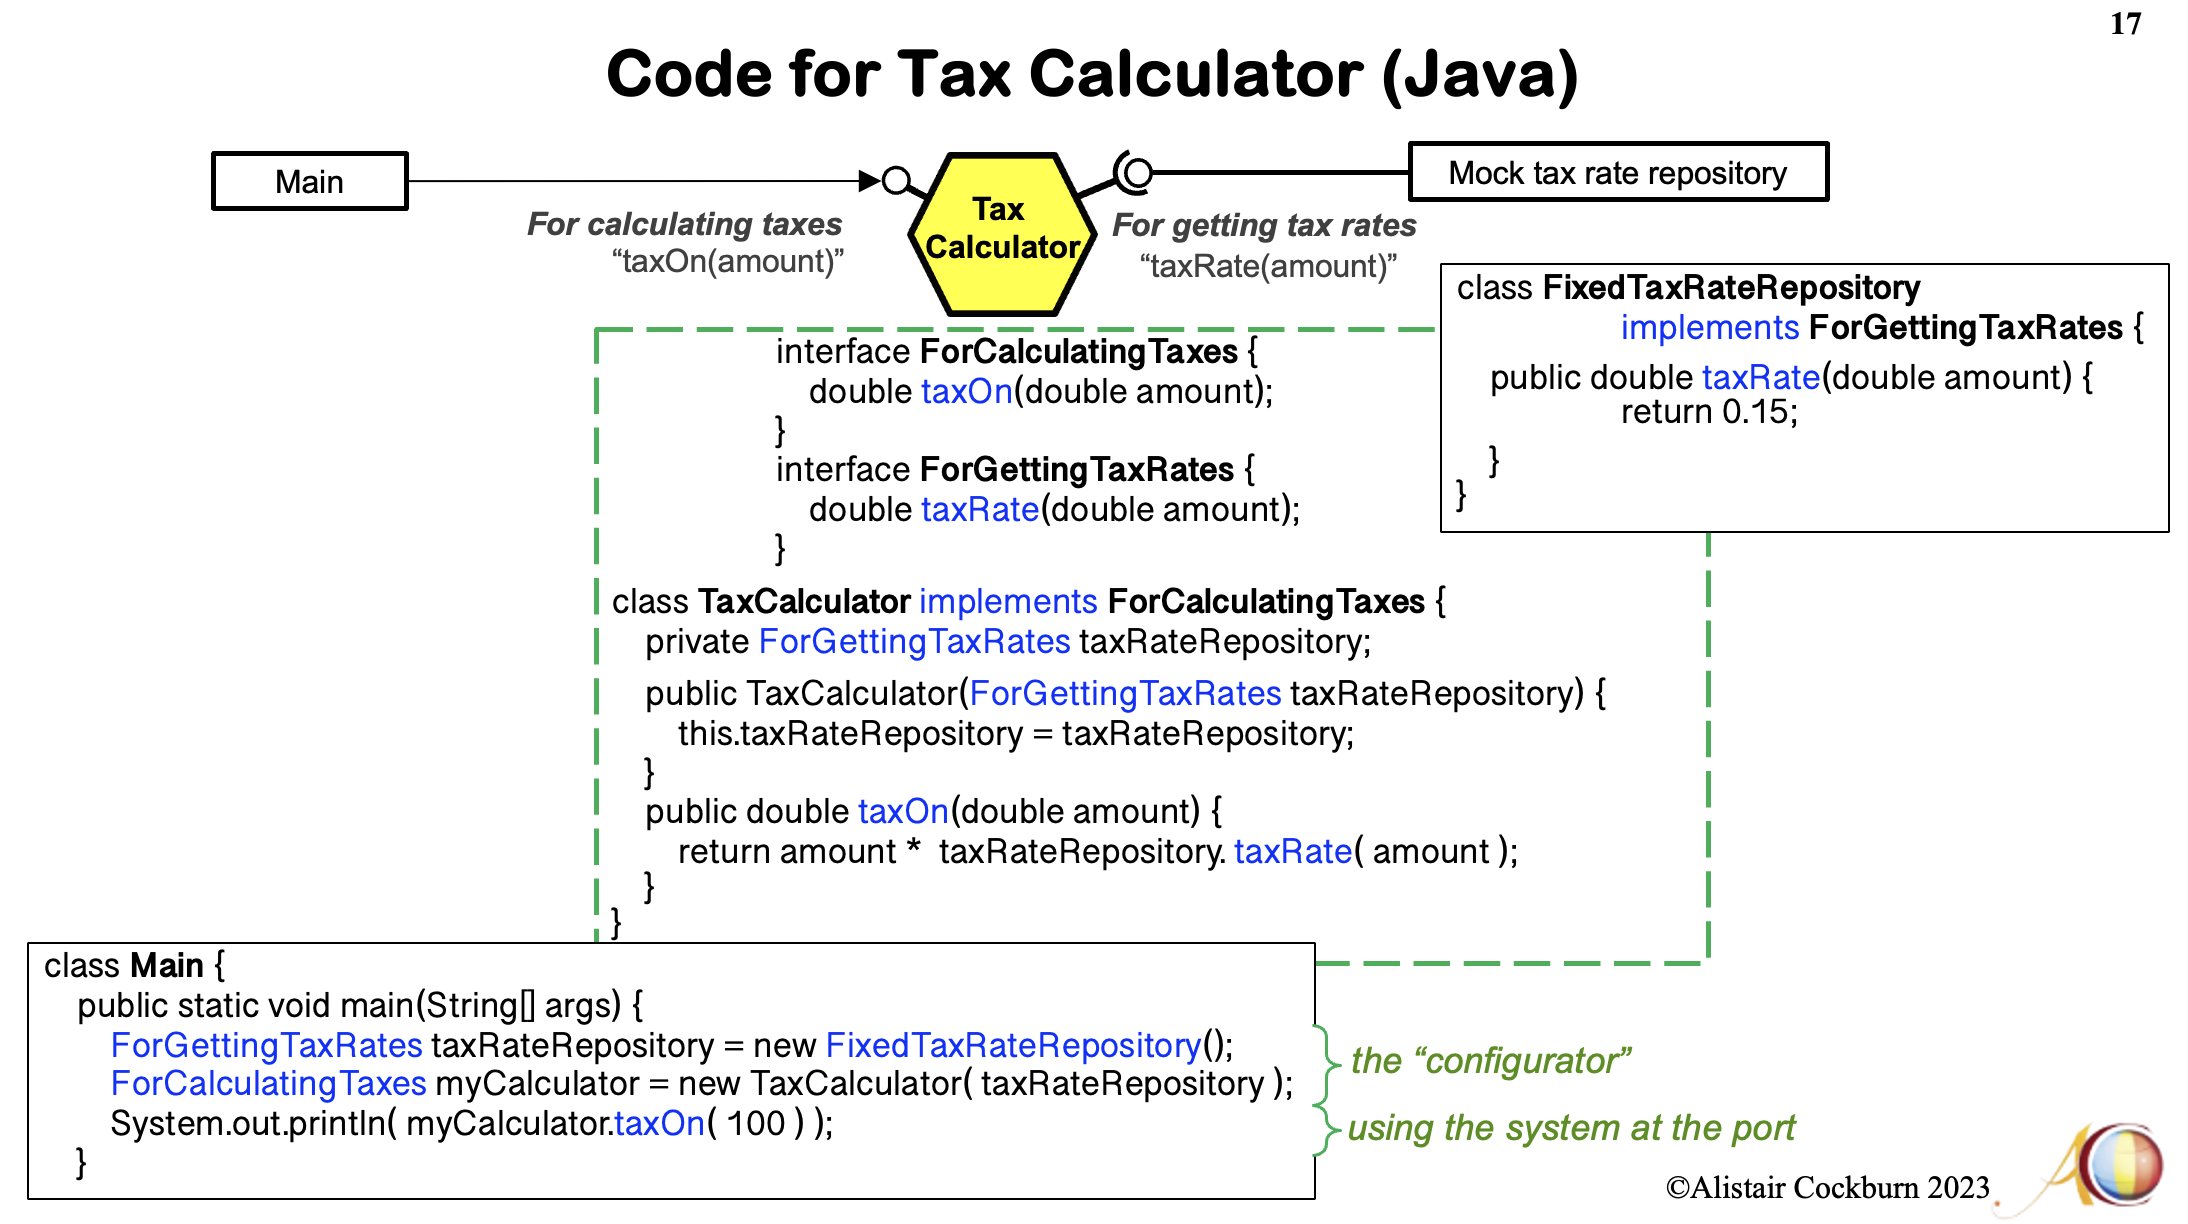 17
Code for Tax Calculator (Java)
Main
Mock tax rate repository
Tax
Calculator
For calculating taxes
“taxOn(amount)”
For getting tax rates
“taxRate(amount)”
class FixedTaxRateRepository
implements ForGettingTaxRates {
public double taxRate(double amount) {
return 0.15;
}
}
interface ForCalculatingTaxes {
double taxOn(double amount);
}
interface ForGettingTaxRates {
double taxRate(double amount);
}
class TaxCalculator implements ForCalculatingTaxes {
private ForGettingTaxRates taxRateRepository;
public TaxCalculator(ForGettingTaxRates taxRateRepository) {
this.taxRateRepository = taxRateRepository;
}
public double taxOn(double amount) {
return amount * taxRateRepository. taxRate( amount );
}
}
class Main {
public static void main(String[] args) {
ForGettingTaxRates taxRateRepository = new FixedTaxRateRepository();
ForCalculatingTaxes myCalculator = new TaxCalculator( taxRateRepository );
System.out.println( myCalculator.taxOn( 100 ) );
}
the “configurator”
using the system at the port
©Alistair Cockburn 2023
AC